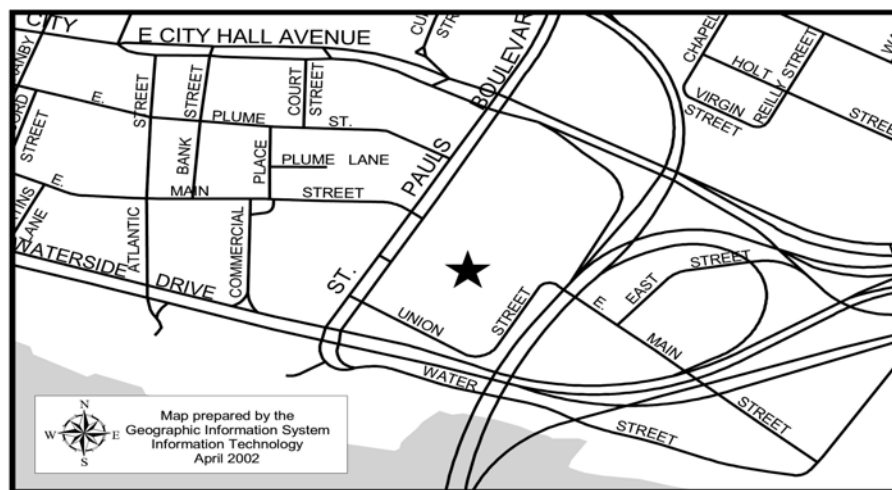 CITY
E CITY HALL AVENUE
STREET
STREET
COURT
STREET
E.
PLUME
ST.
BANK
PLACE
PLUME LANE
STREET
E.
MAIN
STREET
LANE
ATLANTIC
COMMERCIAL
WATERSIDE
DRIVE
ST.
PAULS
BOULEVAR
CHAPEL
HOLT
STREET
REILLY STREET
VIRGIN
STREET
UNION
STREET
E.
MAIN
STREET
EAST
STREET
WATER
STREET
N
W
E
S
Map prepared by the
Geographic Information System
Information Technology
April 2002